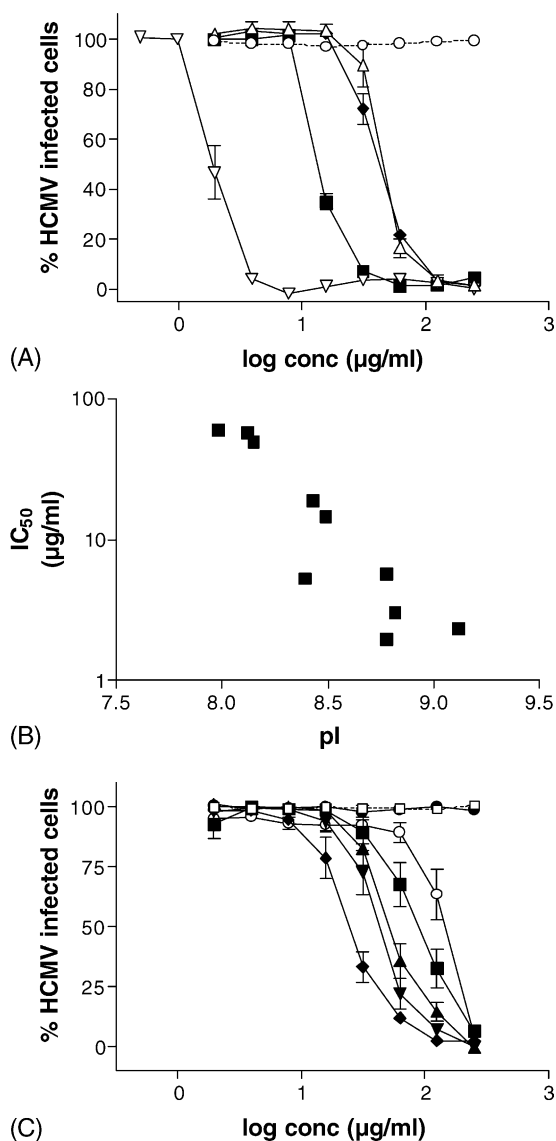 100
80
60
40
20
0
% HCMV infected cells
0 1 2 3
log conc (µg/ml)
(A)
100
10
1
IC50
(µg/ml)
7.5 8.0 8.5 9.0 9.5
pI
(B)
100
75
50
25
0
% HCMV infected cells
0 1 2 3
log conc (µg/ml)
(C)